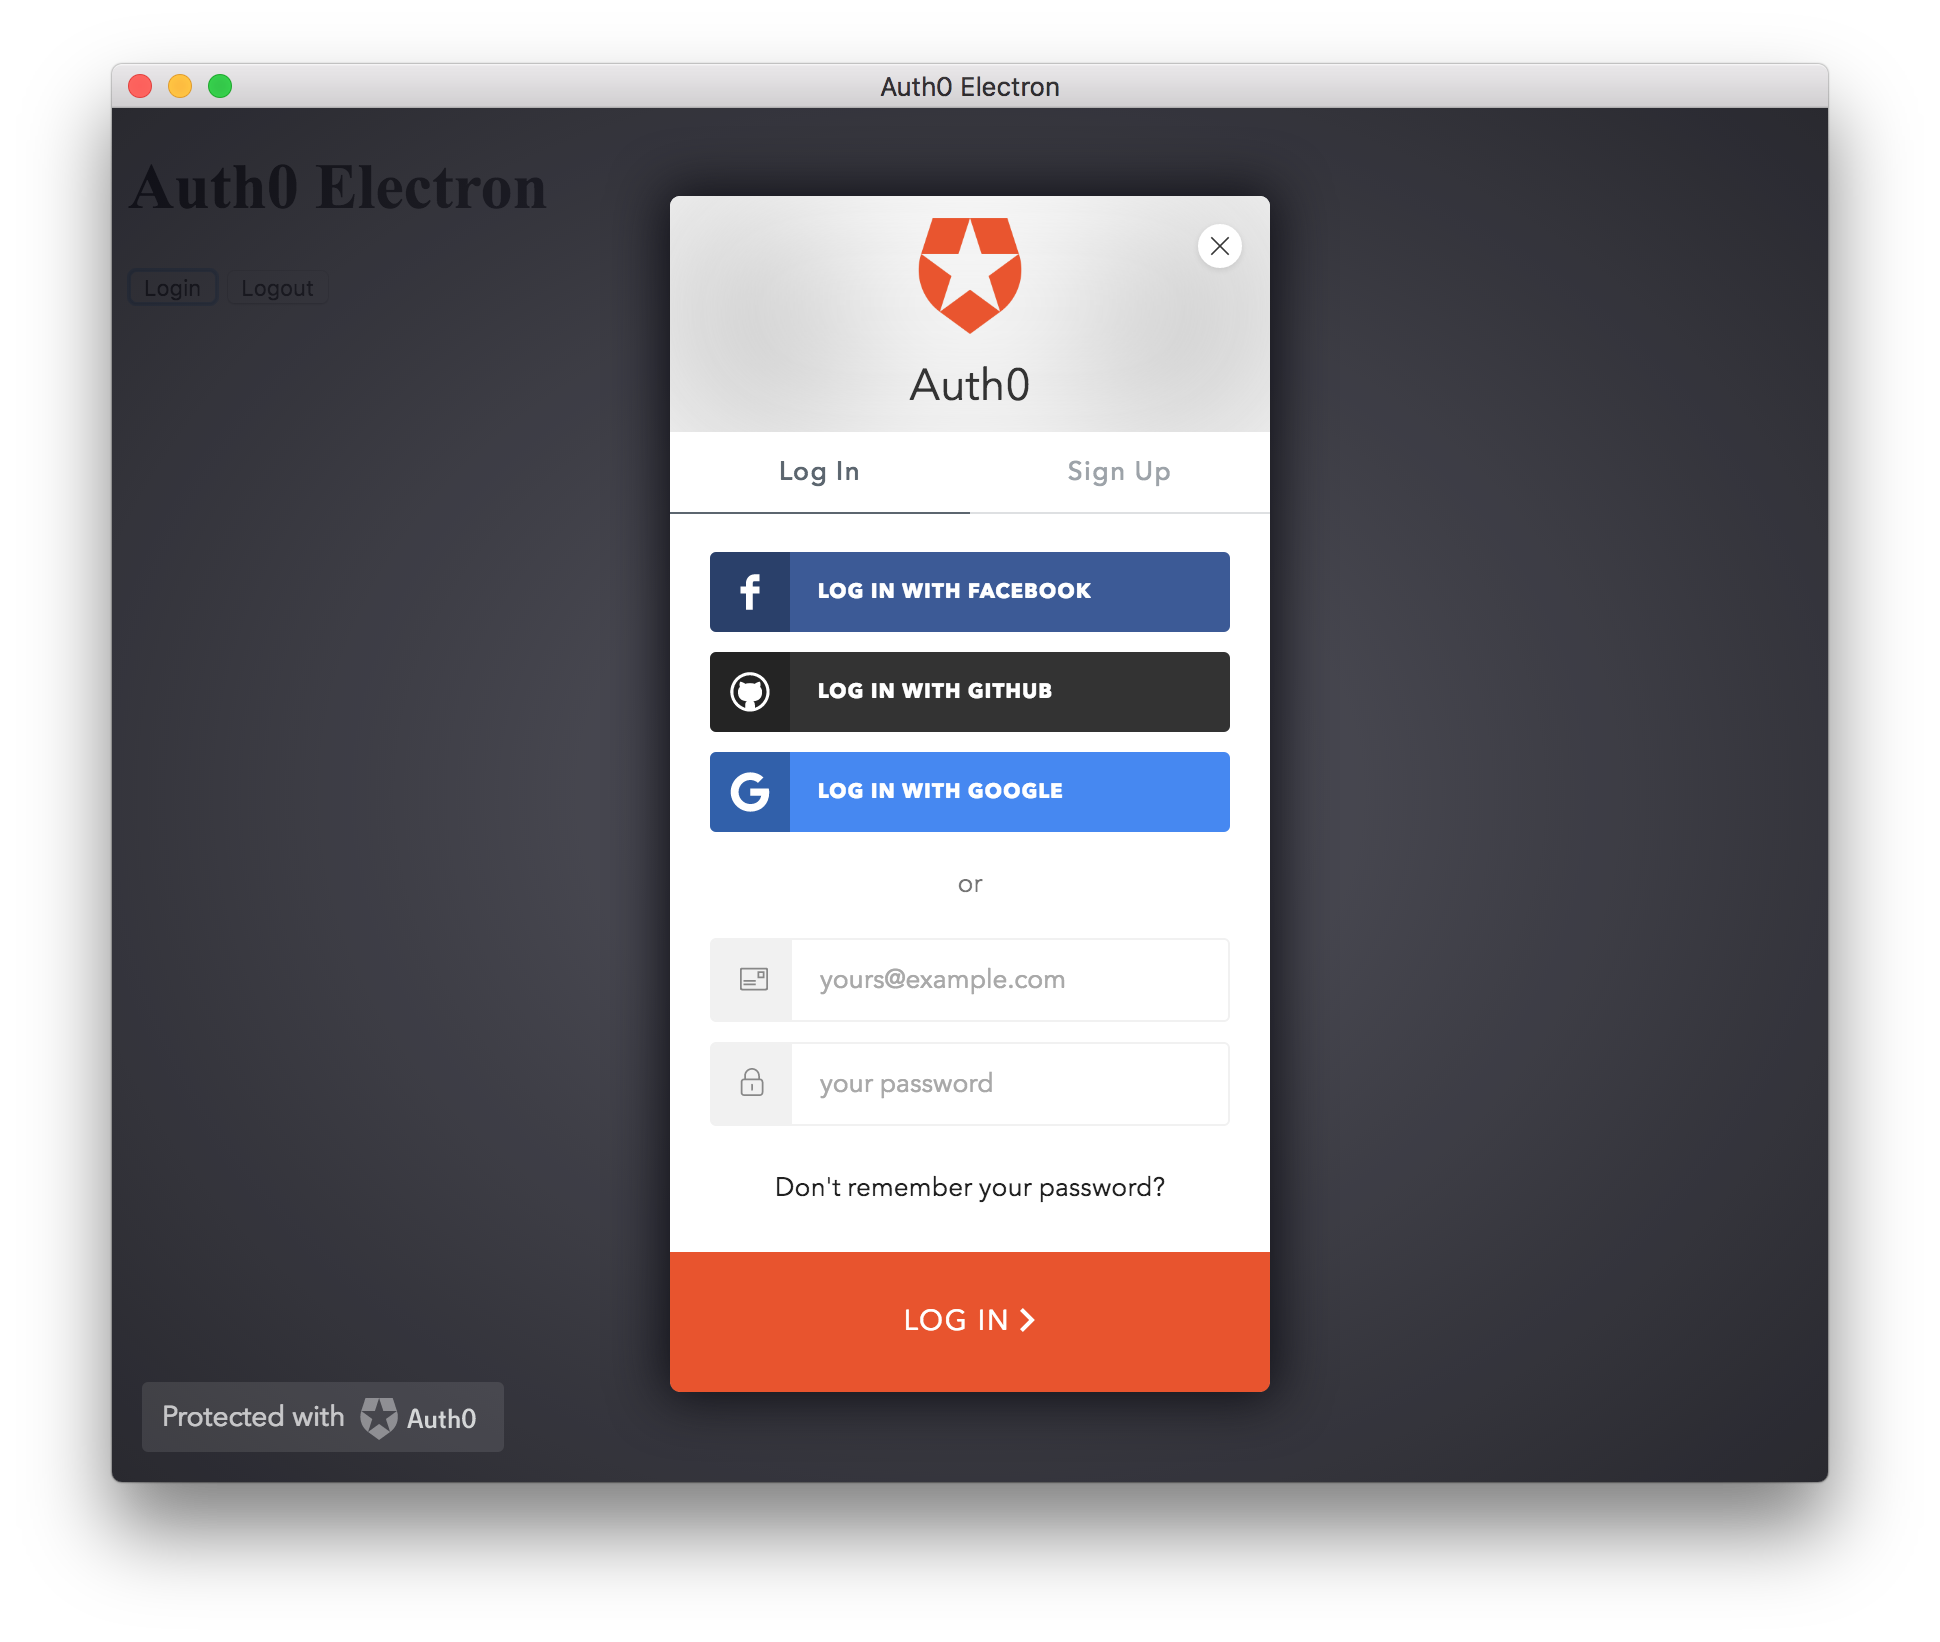 Auth0 Electron
Auth0 Electron
Login Logout
Auth0
Log In Sign Up
LOG IN WITH FACEBOOK
LOG IN WITH GITHUB
LOG IN WITH GOOGLE
or
yours@example.com
your password
Don't remember your password?
LOG IN
Protected with Auth0